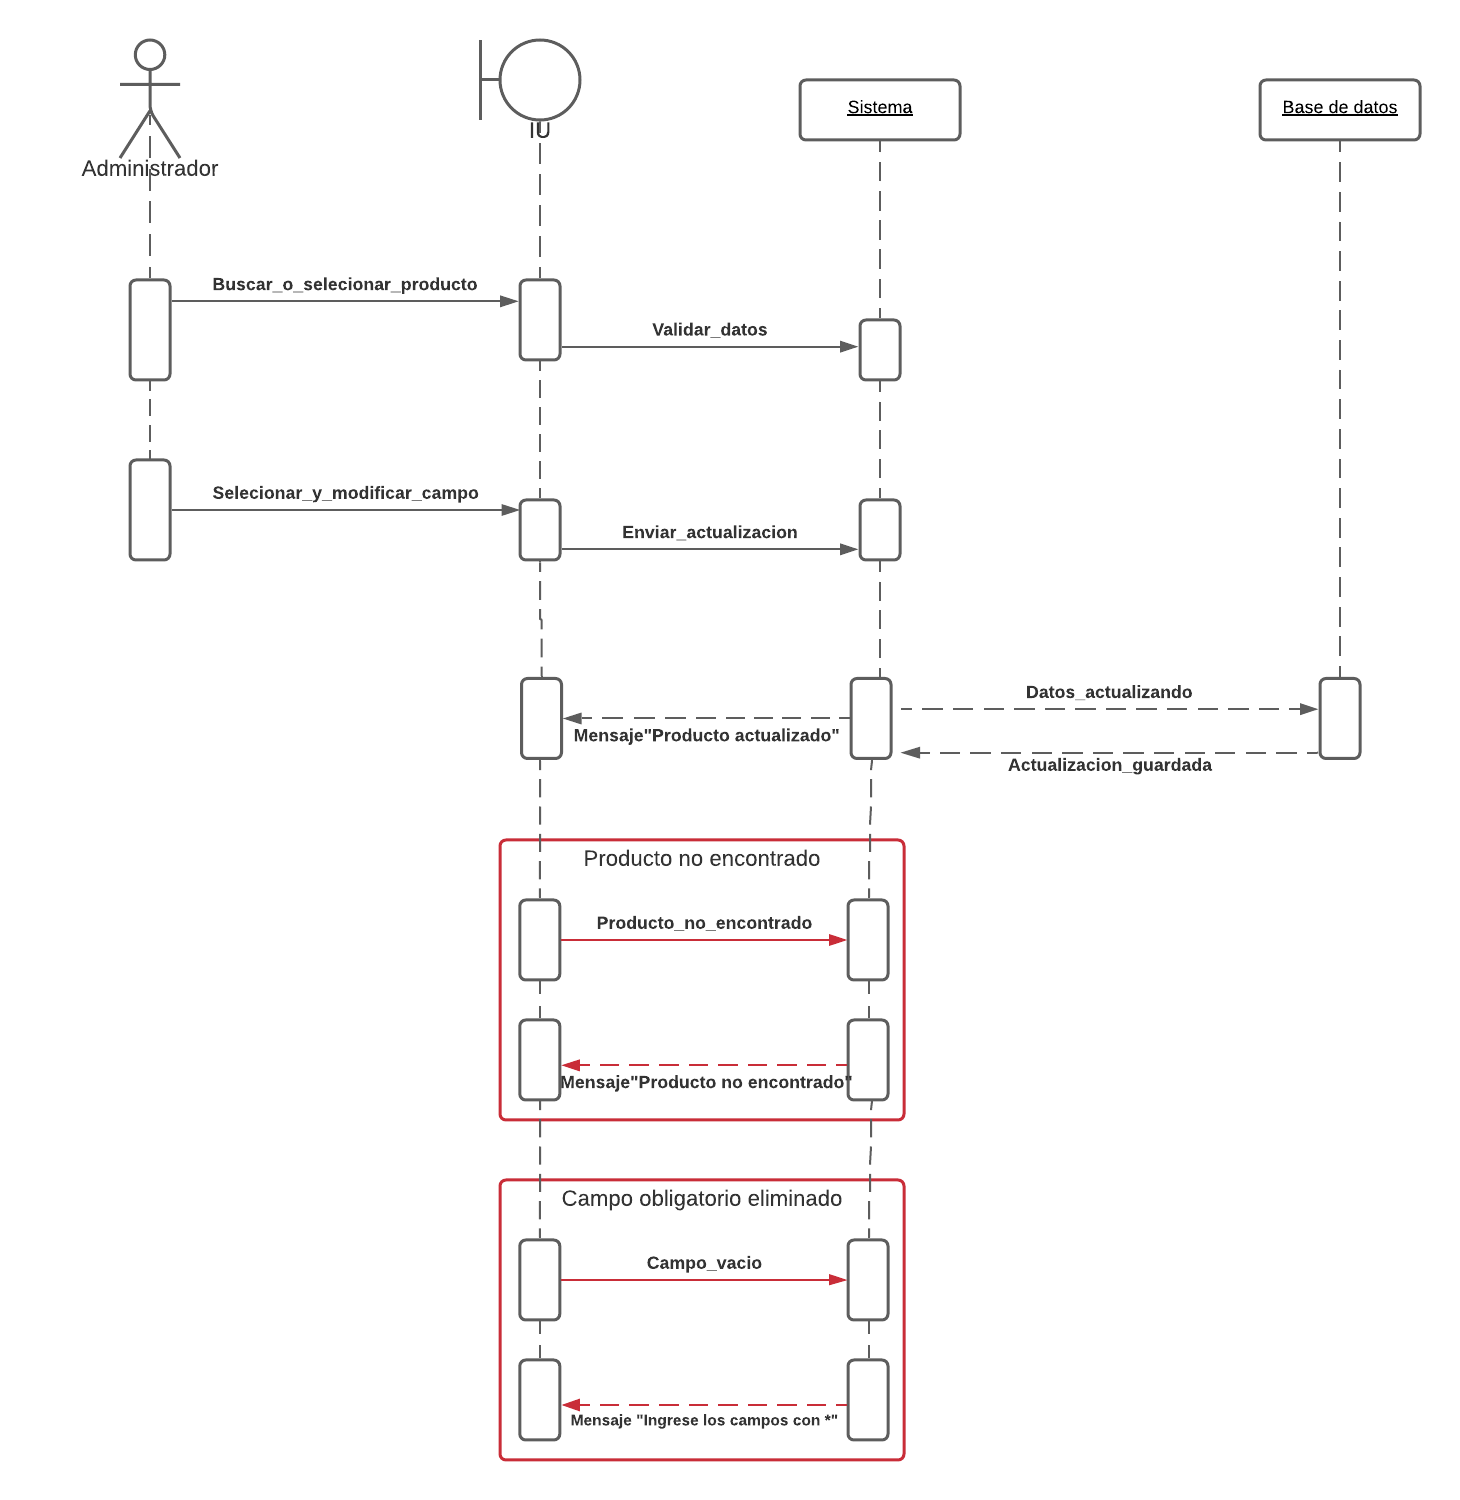 Administrador
IU
Sistema
Base de datos
Buscar_o_selecionar_producto
Validar_datos
Selecionar_y_modificar_campo
Enviar_actualizacion
Datos_actualizando
Mensaje"Producto actualizado"
Actualizacion_guardada
Producto no encontrado
Producto_no_encontrado
Mensaje"Producto no encontrado"
Campo obligatorio eliminado
Campo_vacio
Mensaje "Ingrese los campos con *"